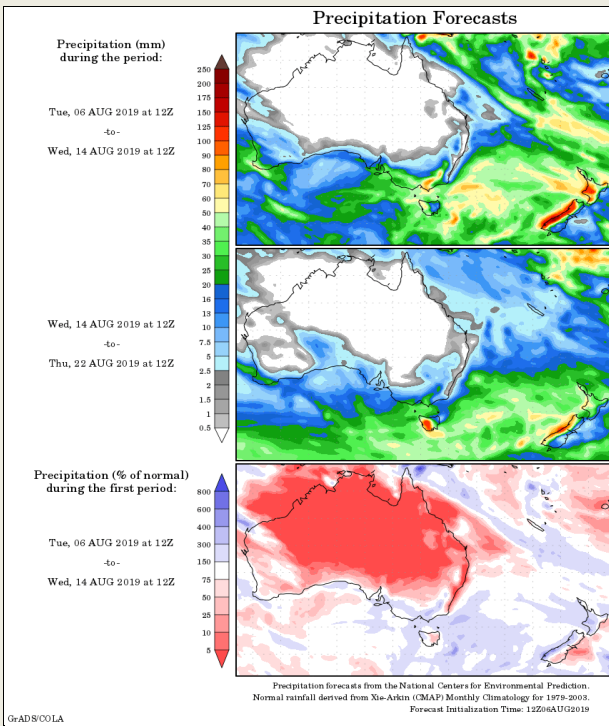 Precipitation Forecasts
Precipitation (mm)
during the period:
Tue, 06 AUG 2019 at 12Z
-to-
Wed, 14 AUG 2019 at 12Z
250
200
175
150
125
100
90
80
70
60
50
40
35
30
25
20
16
13
10
7.5
5
2.5
2
1.5
1
0.5
Wed, 14 AUG 2019 at 12Z
-to-
Thu, 22 AUG 2019 at 12Z
Precipitation (% of normal)
during the first period:
Tue, 06 AUG 2019 at 12Z
-to-
Wed, 14 AUG 2019 at 12Z
800
600
400
300
150
75
50
25
10
5
Precipitation forecasts from the National Centers for Environmental Prediction.
Normal rainfall derived from Xie-Arkin (CMAP) Monthly Climatology for 1979-2003.
Forecast Initialization Time: 12Z06AUG2019
GrADS/COLA